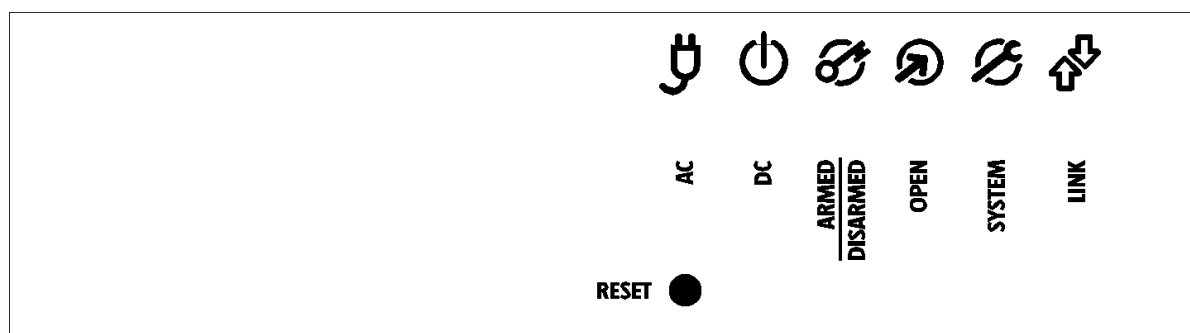 AC
DC
ARMED
DISARMED
OPEN
SYSTEM
LINK
RESET